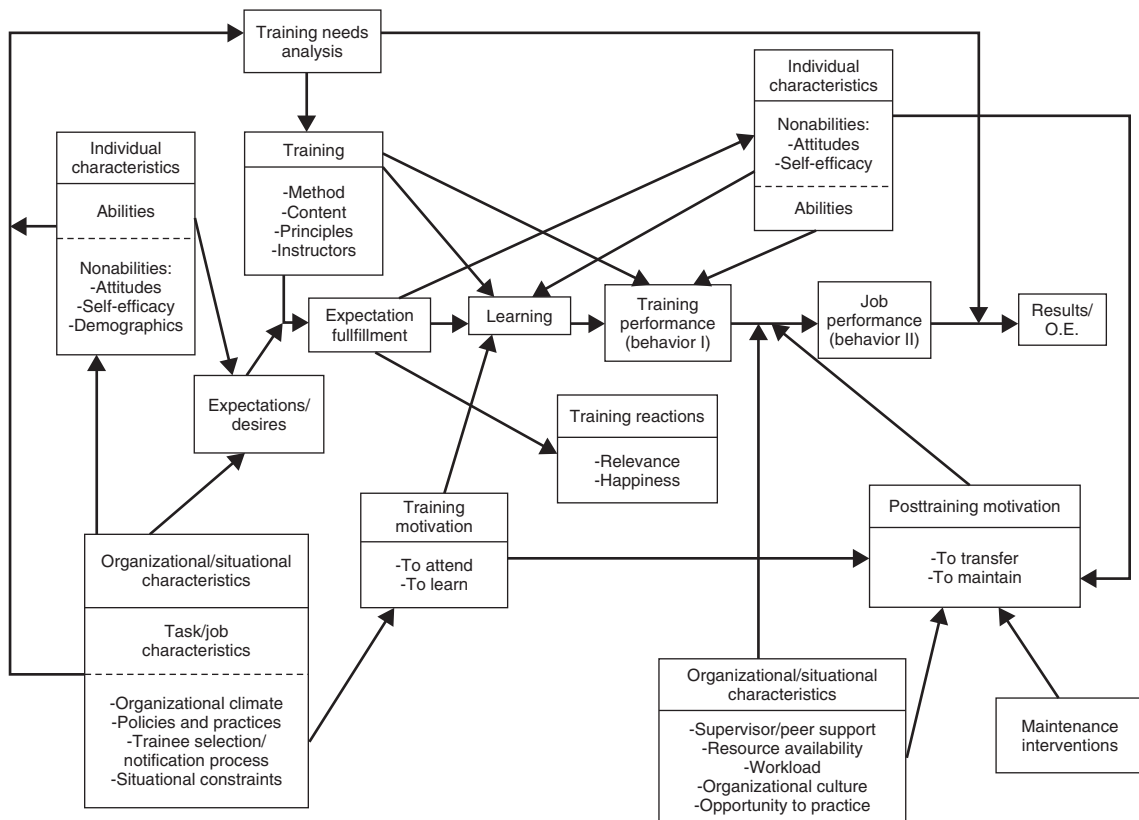 Training needs
analysis
Individual
characteristics
Nonabilities:
-Attitudes
-Self-efficacy
Abilities
Individual
characteristics
Abilities
Nonabilities:
-Attitudes
-Self-efficacy
-Demographics
Training
-Method
-Content
-Principles
-Instructors
Expectation
fullfillment
Learning
Training
performance
(behavior I)
Job
performance
(behavior II)
Results/
O.E.
Expectations/
desires
Training reactions
-Relevance
-Happiness
Training
motivation
-To attend
-To learn
Posttraining motivation
-To transfer
-To maintain
Organizational/situational
characteristics
Task/job
characteristics
-Organizational climate
-Policies and practices
-Trainee selection/
notification process
-Situational constraints
Organizational/situational
characteristics
-Supervisor/peer support
-Resource availability
-Workload
-Organizational culture
-Opportunity to practice
Maintenance
interventions